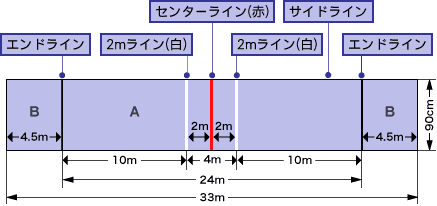 センターライン(赤)
サイドライン
エンドライン
2mライン(白)
2mライン(白)
エンドライン
B
A
B
90cm
2m
2m
4.5m
4.5m
10m
4m
10m
24m
33m